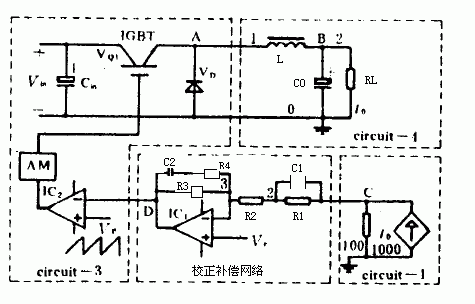 IGBT
A
1
B
2
+
VQ1
L
Vin
Cin
VD
C0
RL
−
0
I0
circuit−4
AM
C2
R4
C1
IC2
R3
3
2
C
D
IC1
R2
R1
Vr
Vr
100
I0
1000
circuit−3
校正补偿网络
circuit−1